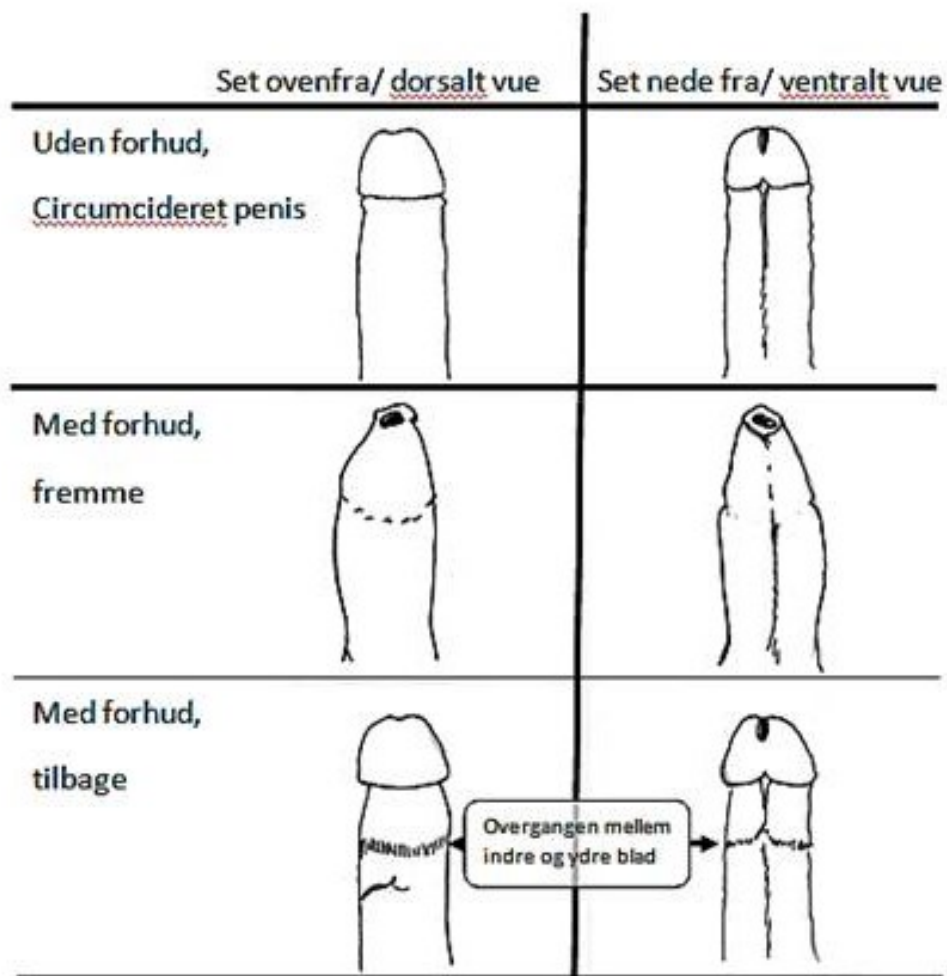 Set ovenfra/ dorsalt vue
Set nede fra/ ventralt vue
Uden forhud,
Circumcideret penis
Med forhud,
fremme
Med forhud,
tilbage
Overgangen mellem
indre og ydre blad